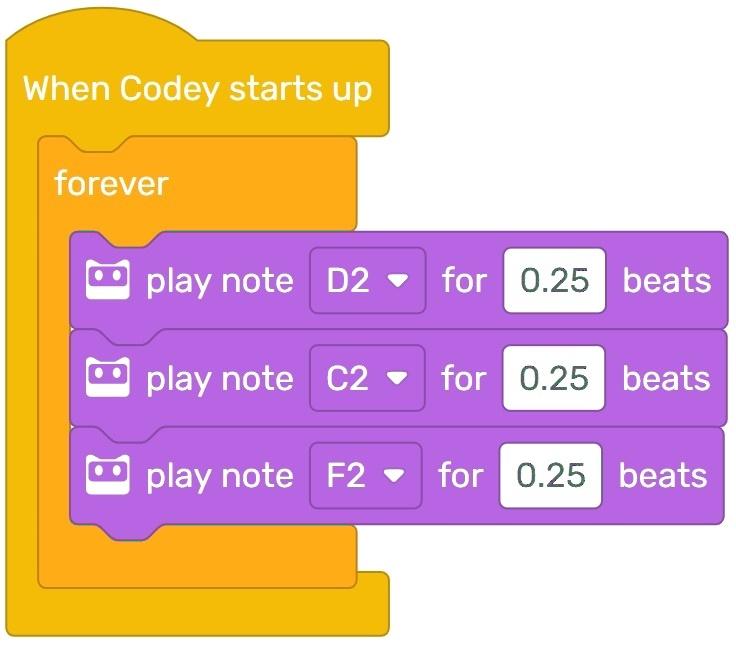 When Codey starts up
forever
play note D2 for 0.25 beats
play note C2 for 0.25 beats
play note F2 for 0.25 beats